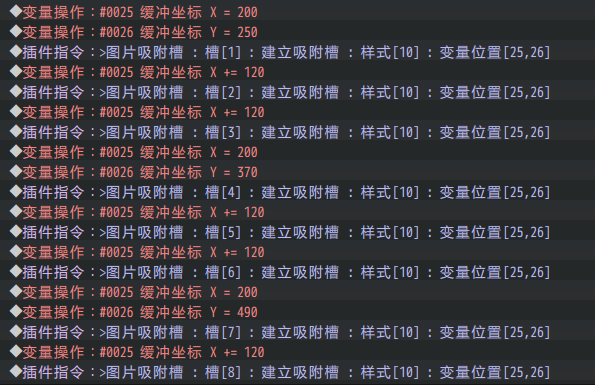 ◆变量操作：#0025 缓冲坐标 X = 200
◆变量操作：#0026 缓冲坐标 Y = 250
◆插件指令：>图片吸附槽 : 槽[1] : 建立吸附槽 : 样式[10] : 变量位置[25,26]
◆变量操作：#0025 缓冲坐标 X += 120
◆插件指令：>图片吸附槽 : 槽[2] : 建立吸附槽 : 样式[10] : 变量位置[25,26]
◆变量操作：#0025 缓冲坐标 X += 120
◆插件指令：>图片吸附槽 : 槽[3] : 建立吸附槽 : 样式[10] : 变量位置[25,26]
◆变量操作：#0025 缓冲坐标 X = 200
◆变量操作：#0026 缓冲坐标 Y = 370
◆插件指令：>图片吸附槽 : 槽[4] : 建立吸附槽 : 样式[10] : 变量位置[25,26]
◆变量操作：#0025 缓冲坐标 X += 120
◆插件指令：>图片吸附槽 : 槽[5] : 建立吸附槽 : 样式[10] : 变量位置[25,26]
◆变量操作：#0025 缓冲坐标 X += 120
◆插件指令：>图片吸附槽 : 槽[6] : 建立吸附槽 : 样式[10] : 变量位置[25,26]
◆变量操作：#0025 缓冲坐标 X = 200
◆变量操作：#0026 缓冲坐标 Y = 490
◆插件指令：>图片吸附槽 : 槽[7] : 建立吸附槽 : 样式[10] : 变量位置[25,26]
◆变量操作：#0025 缓冲坐标 X += 120
◆插件指令：>图片吸附槽 : 槽[8] : 建立吸附槽 : 样式[10] : 变量位置[25,26]